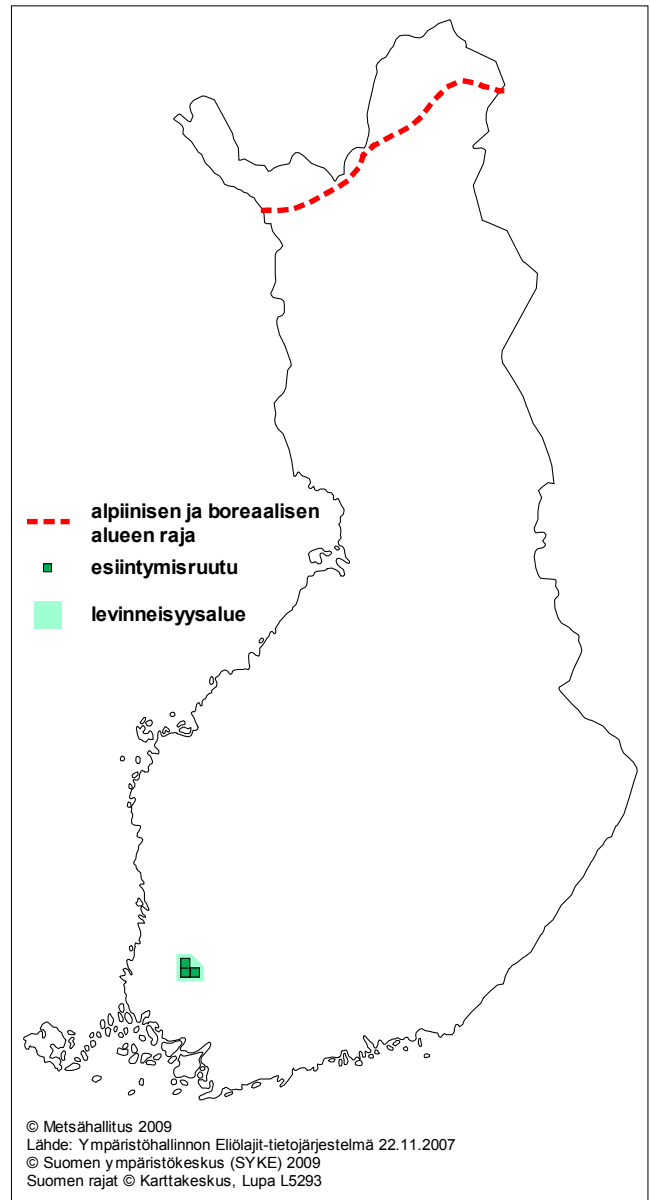 alpiinisen ja boreaalisen
alueen raja
esiintymisruutu
levinneisyysalue
© Metsähallitus 2009
Lähde: Ympäristöhallinnon Eliölajit-tietojärjestelmä 22.11.2007
© Suomen ympäristökeskus (SYKE) 2009
Suomen rajat © Karttakeskus, Lupa L5293